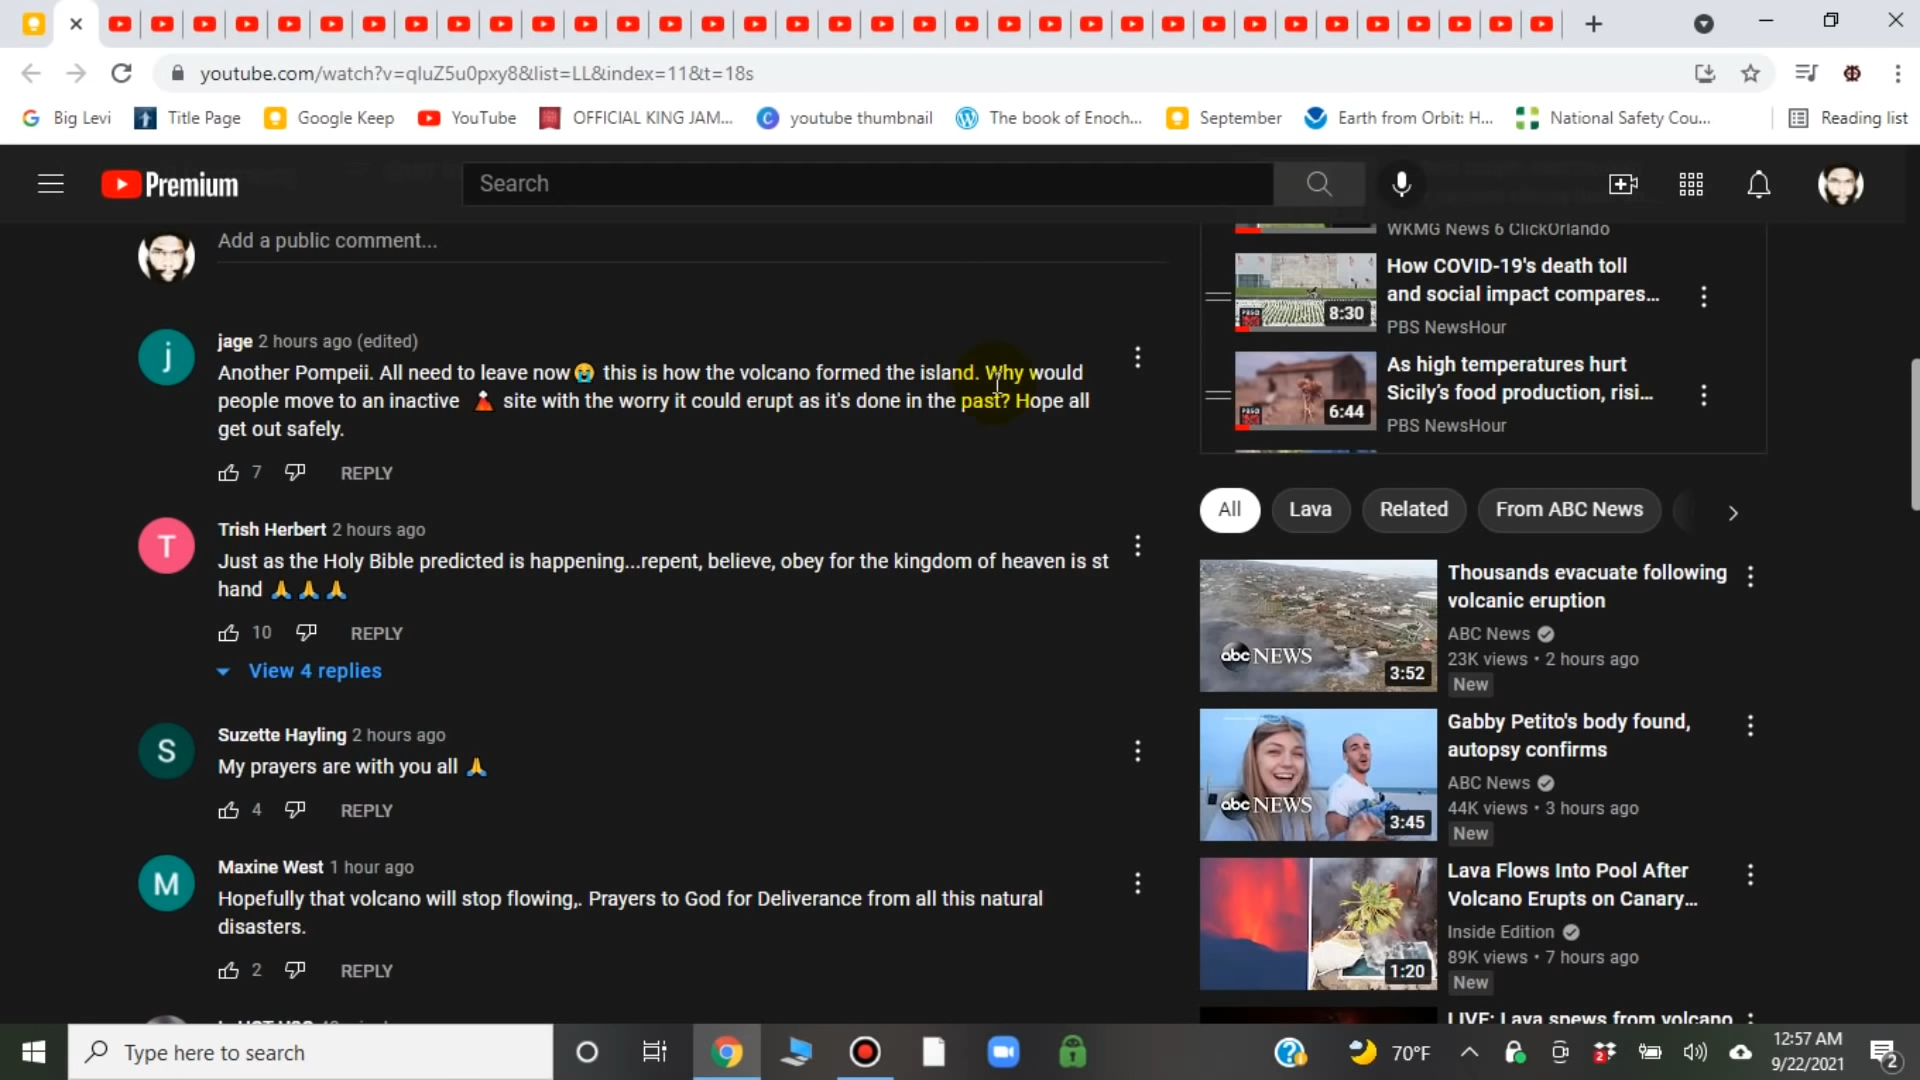 youtube.com/watch?v=qluZ5u0pxy8&list=LL&index=11&t=18s
Big Levi
Title Page
Google Keep
YouTube
OFFICIAL KING JAM...
youtube thumbnail
The book of Enoch...
September
Earth from Orbit: H...
National Safety Cou...
Reading list
Premium
Search
Add a public comment...
jage 2 hours ago (edited)
Another Pompeii. All need to leave now😭 this is how the volcano formed the island. Why would
people move to an inactive 🌋 site with the worry it could erupt as it's done in the past? Hope all
get out safely.
7 REPLY
Trish Herbert 2 hours ago
Just as the Holy Bible predicted is happening...repent, believe, obey for the kingdom of heaven is st
hand 🙏🙏🙏
10 REPLY
View 4 replies
Suzette Hayling 2 hours ago
My prayers are with you all 🙏
4 REPLY
Maxine West 1 hour ago
Hopefully that volcano will stop flowing,. Prayers to God for Deliverance from all this natural
disasters.
2 REPLY
WKMG News 6 ClickOrlando
How COVID-19's death toll
and social impact compares...
PBS NewsHour
8:30
As high temperatures hurt
Sicily's food production, risi...
PBS NewsHour
6:44
All
Lava
Related
From ABC News
Thousands evacuate following
volcanic eruption
ABC News
23K views • 2 hours ago
New
abc NEWS
3:52
Gabby Petito's body found,
autopsy confirms
ABC News
44K views • 3 hours ago
New
abc NEWS
3:45
Lava Flows Into Pool After
Volcano Erupts on Canary...
Inside Edition
89K views • 7 hours ago
New
1:20
LIVE: Lava spews from volcano
Type here to search
70°F
12:57 AM
9/22/2021
2